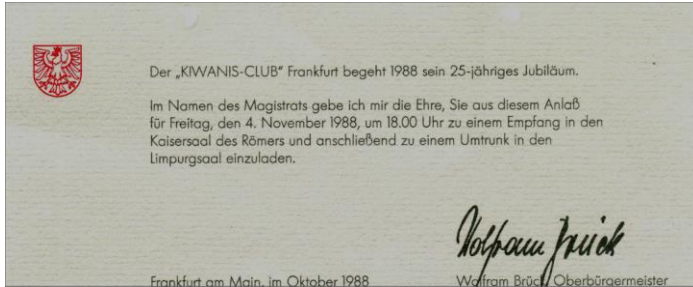 Der „KIWANIS-CLUB" Frankfurt begeht 1988 sein 25-jähriges Jubiläum.
Im Namen des Magistrats gebe ich mir die Ehre, Sie aus diesem Anlaß
für Freitag, den 4. November 1988, um 18.00 Uhr zu einem Empfang in den
Kaisersaal des Römers und anschließend zu einem Umtrunk in den
Limpurgsaal einzuladen.
Wolfram Brück
Frankfurt am Main, im Oktober 1988 Wolfram Brück, Oberbürgermeister